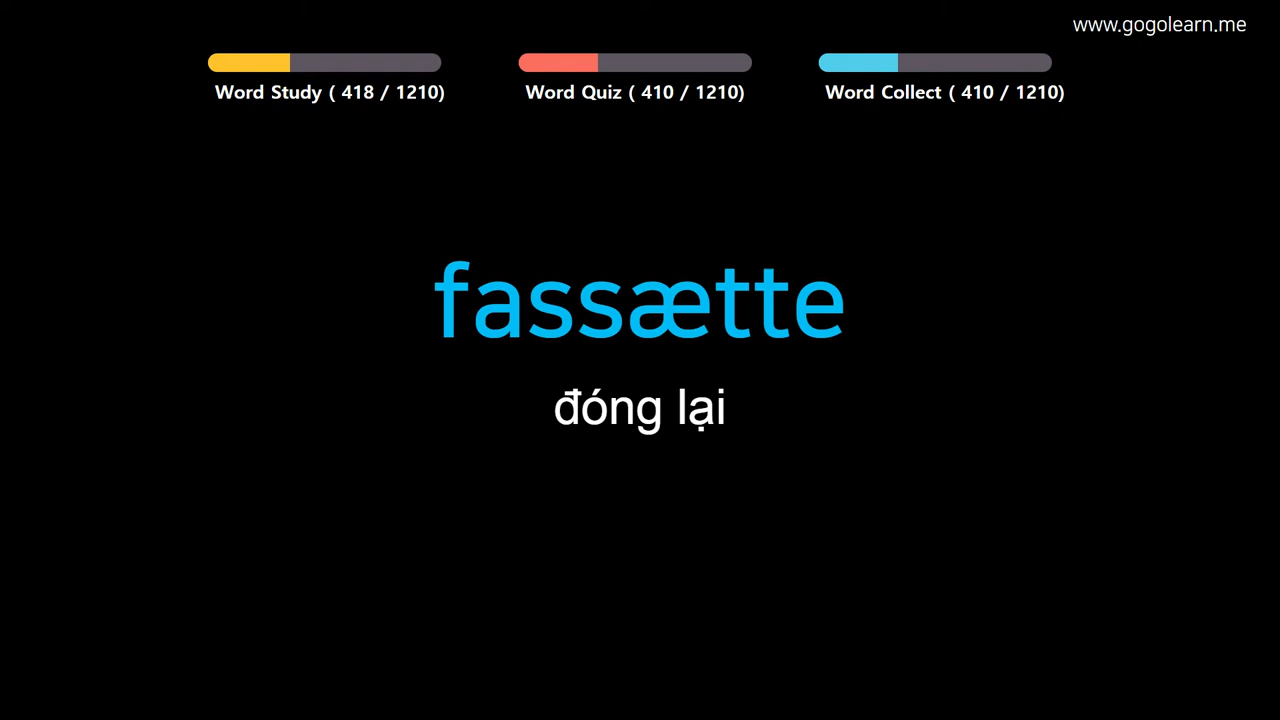 www.gogolearn.me
Word Study ( 418 / 1210)
Word Quiz ( 410 / 1210)
Word Collect ( 410 / 1210)
fassætte
đóng lại